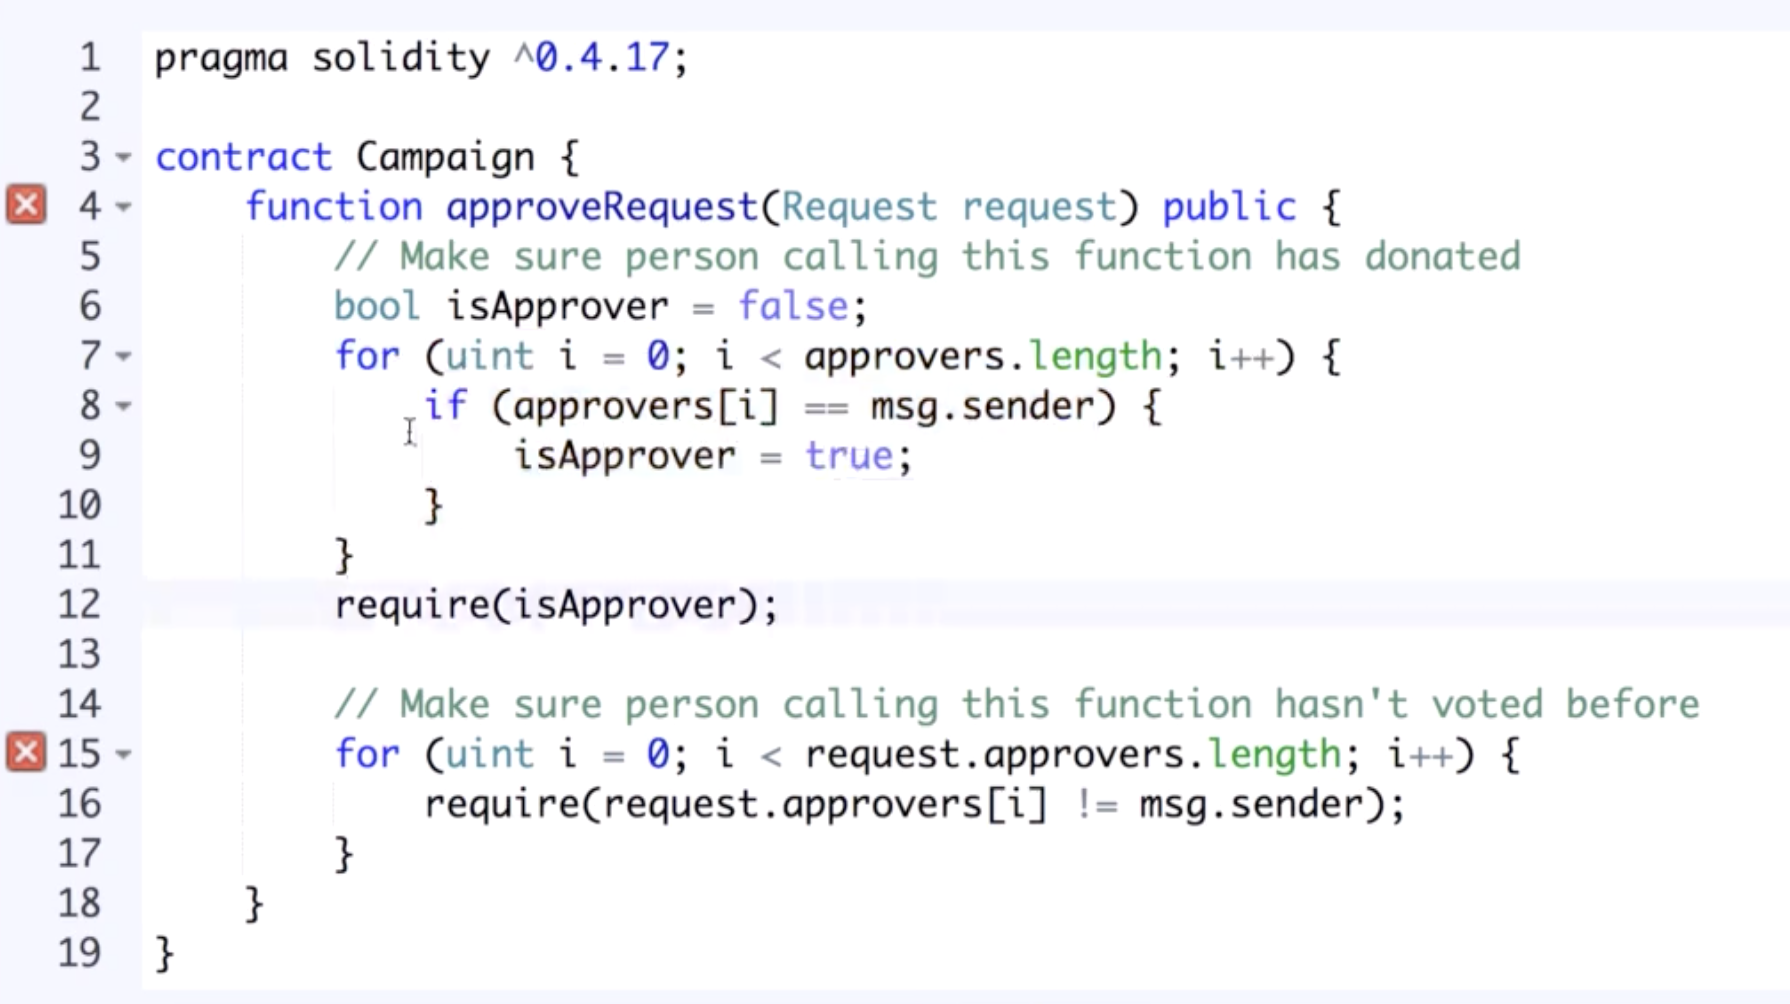 1 pragma solidity ^0.4.17;
2
3 contract Campaign {
4     function approveRequest(Request request) public {
5         // Make sure person calling this function has donated
6         bool isApprover = false;
7         for (uint i = 0; i < approvers.length; i++) {
8             if (approvers[i] == msg.sender) {
9                 isApprover = true;
10             }
11         }
12         require(isApprover);
13
14         // Make sure person calling this function hasn't voted before
15         for (uint i = 0; i < request.approvers.length; i++) {
16             require(request.approvers[i] != msg.sender);
17         }
18     }
19 }